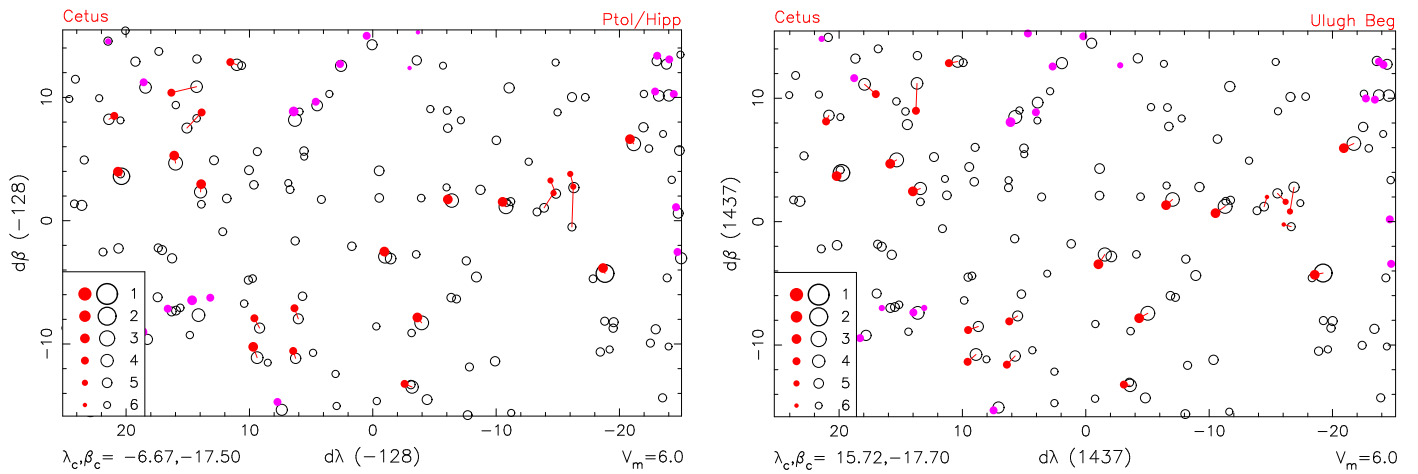 Cetus
Ptol/Hipp
10
0
-10
dβ (-128)
1
2
3
4
5
6
20
10
0
-10
-20
λc,βc= -6.67,-17.50
dλ (-128)
Vm=6.0
Cetus
Ulugh Beg
10
0
-10
dβ (1437)
1
2
3
4
5
6
20
10
0
-10
-20
λc,βc= 15.72,-17.70
dλ (1437)
Vm=6.0